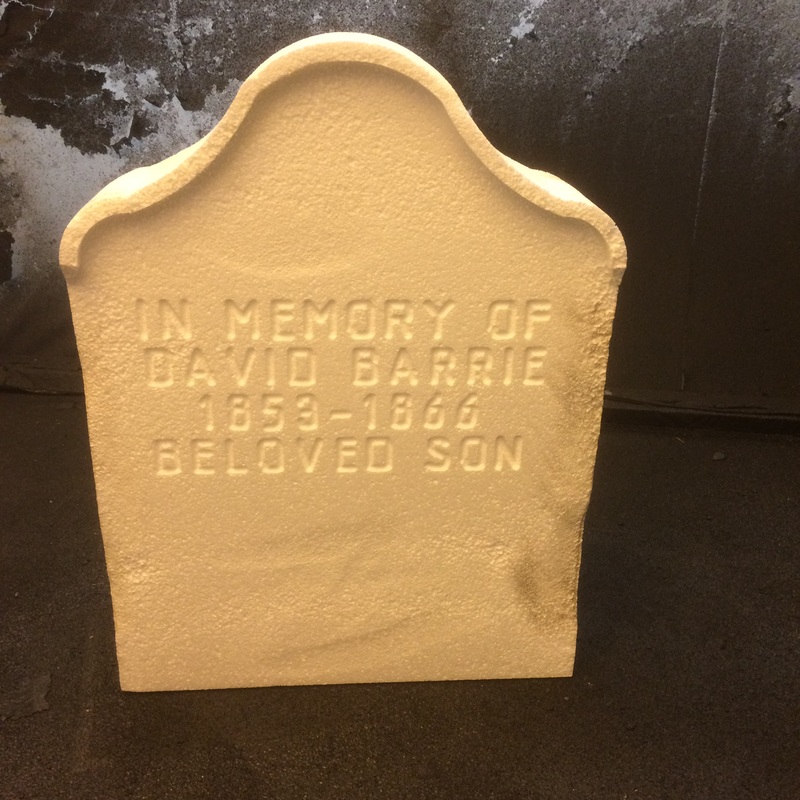 IN MEMORY OF
DAVID BARRIE
1853-1866
BELOVED SON